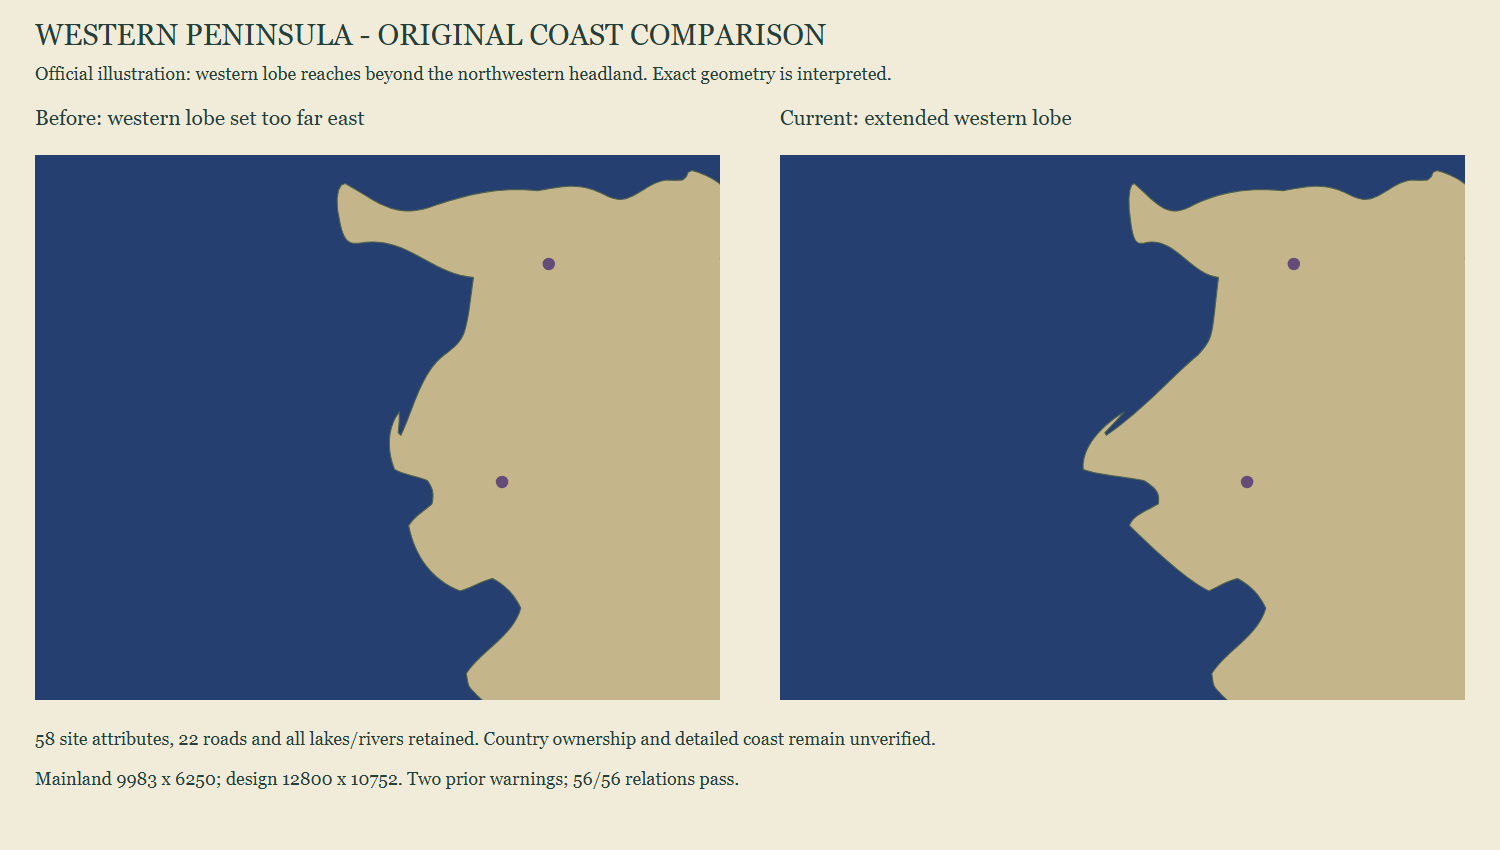 WESTERN PENINSULA - ORIGINAL COAST COMPARISON
Official illustration: western lobe reaches beyond the northwestern headland. Exact geometry is interpreted.
Before: western lobe set too far east
Current: extended western lobe
58 site attributes, 22 roads and all lakes/rivers retained. Country ownership and detailed coast remain unverified.
Mainland 9983 x 6250; design 12800 x 10752. Two prior warnings; 56/56 relations pass.